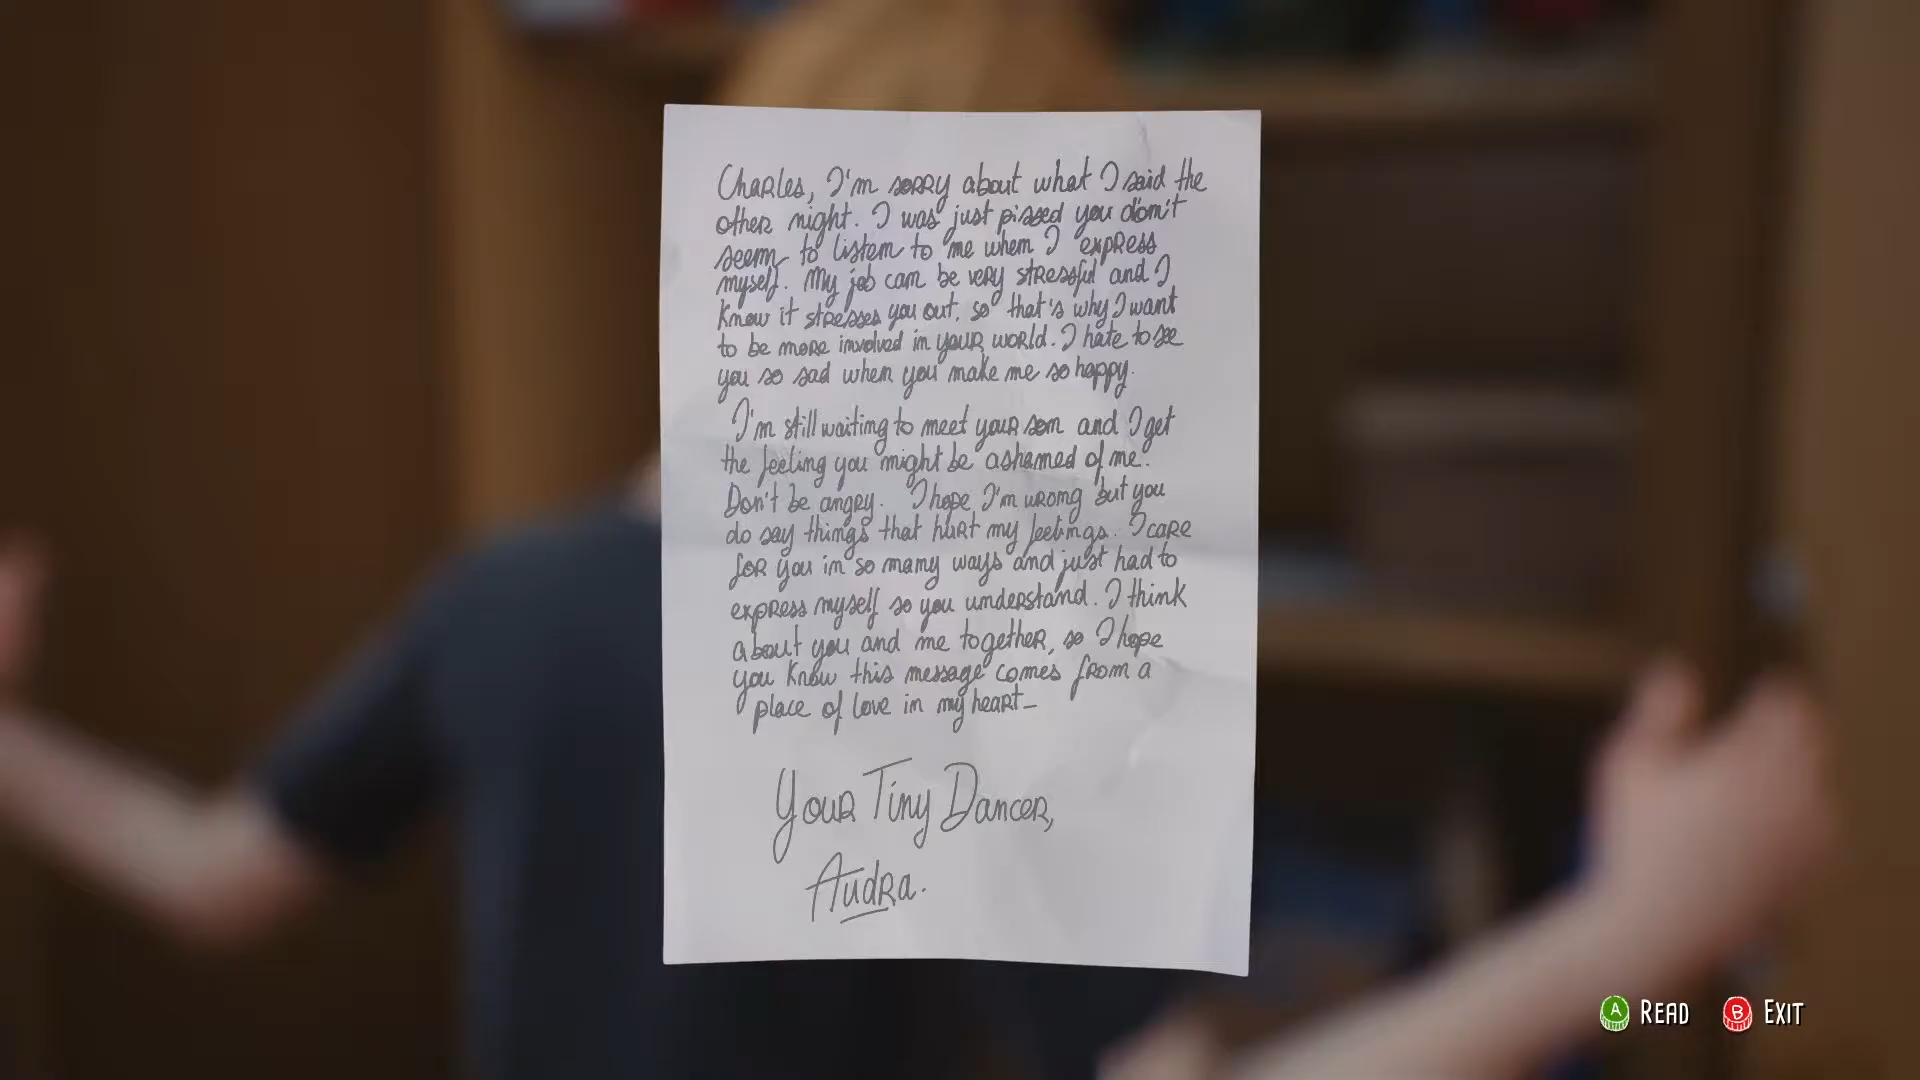 Charles, I'm sorry about what I said the
other night. I was just pissed you don't
seem to listen to me when I express
myself. My job can be very stressful and I
know it stresses you out, so that's why I want
to be more involved in your world. I hate to see
you so sad when you make me so happy.
I'm still waiting to meet your son and I get
the feeling you might be ashamed of me.
Don't be angry. I hope I'm wrong but you
do say things that hurt my feelings. I care
for you in so many ways and just had to
express myself so you understand. I think
about you and me together, so I hope
you know this message comes from a
place of love in my heart_
Your Tiny Dancer,
Audra.
A READ B EXIT